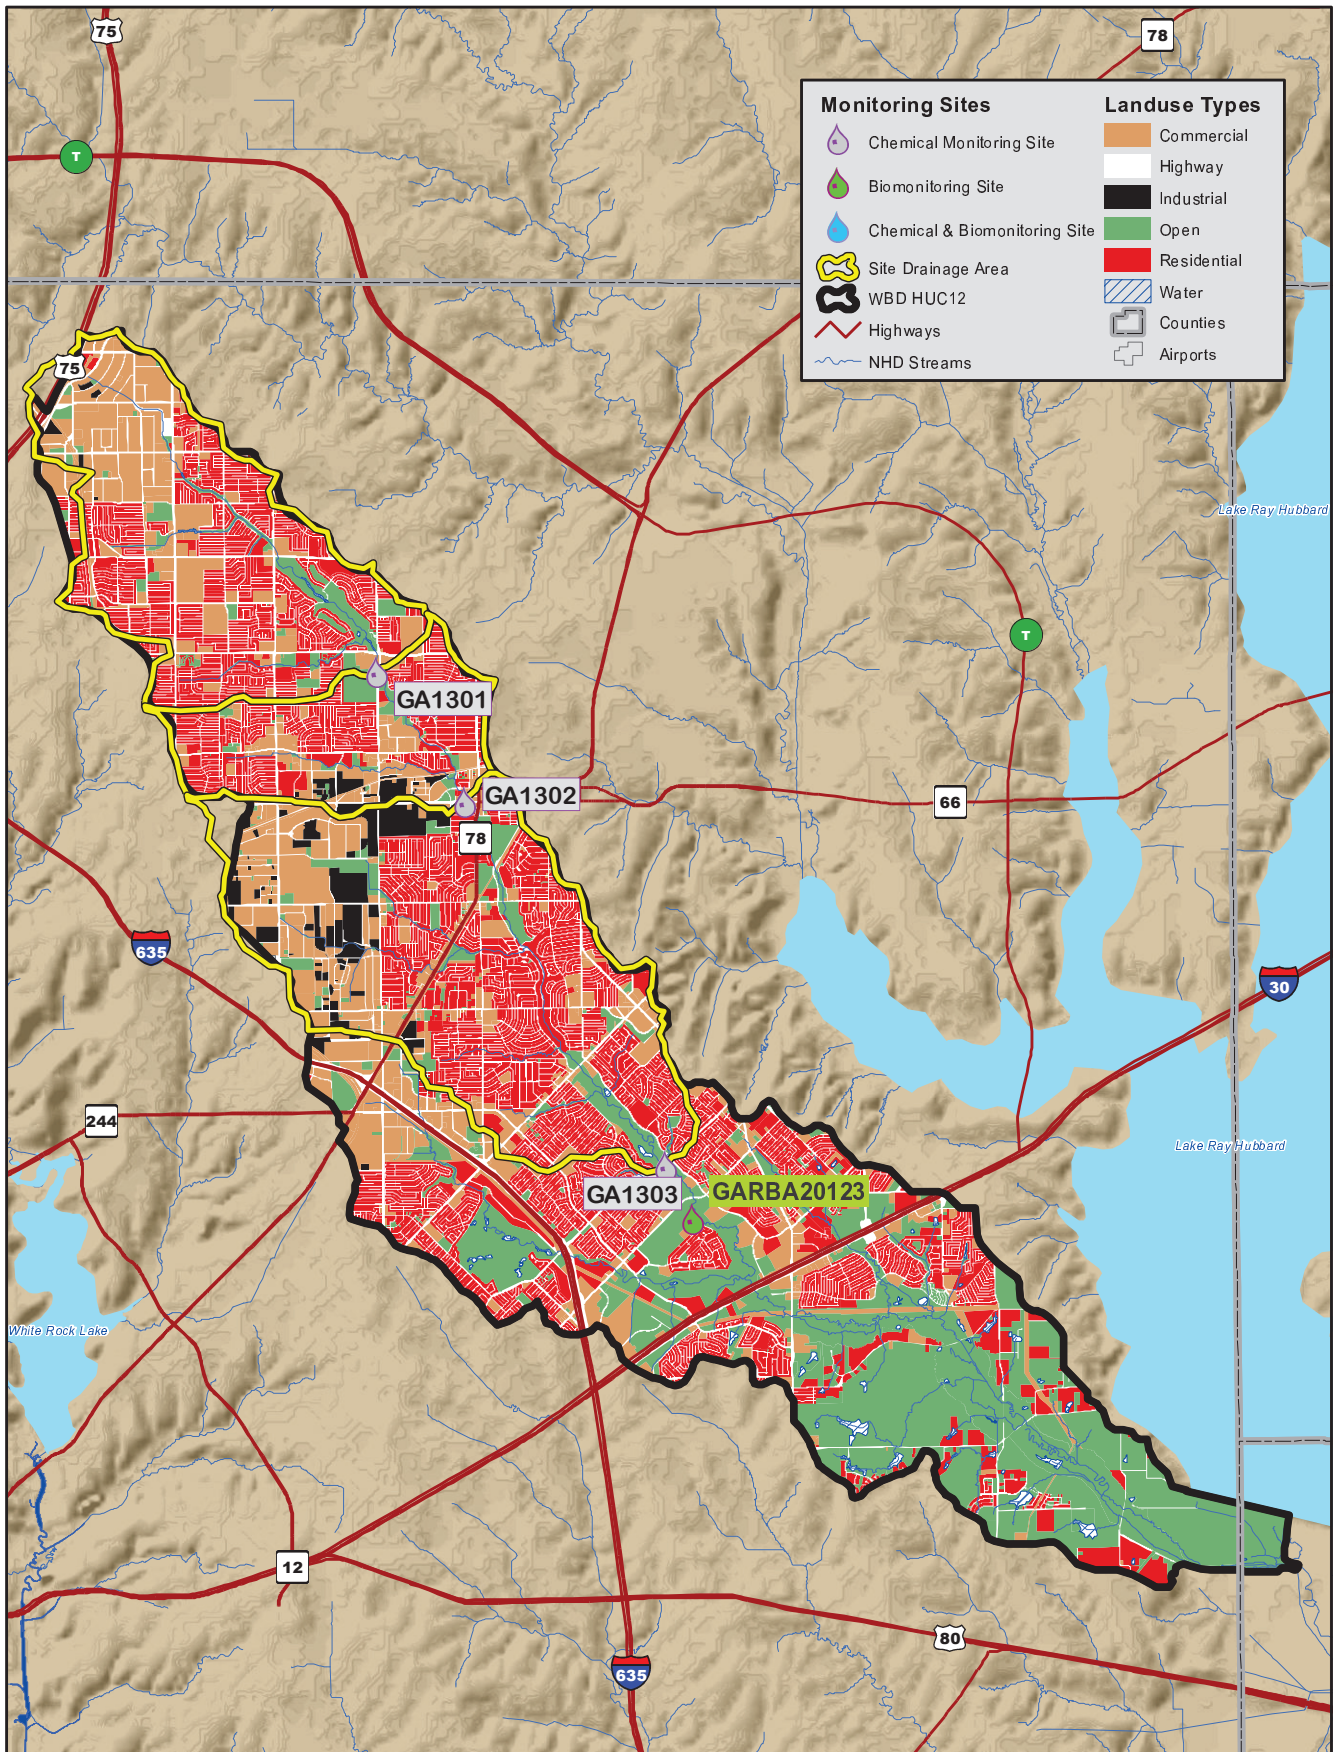 75
78
Monitoring Sites
Landuse Types
Chemical Monitoring Site
Commercial
Highway
Biomonitoring Site
Industrial
Chemical & Biomonitoring Site
Open
Site Drainage Area
Residential
WBD HUC12
Water
Highways
Counties
NHD Streams
Airports
T
75
Lake Ray Hubbard
T
GA1301
GA1302
66
78
635
30
244
Lake Ray Hubbard
GA1303
GARBA20123
White Rock Lake
12
80
635